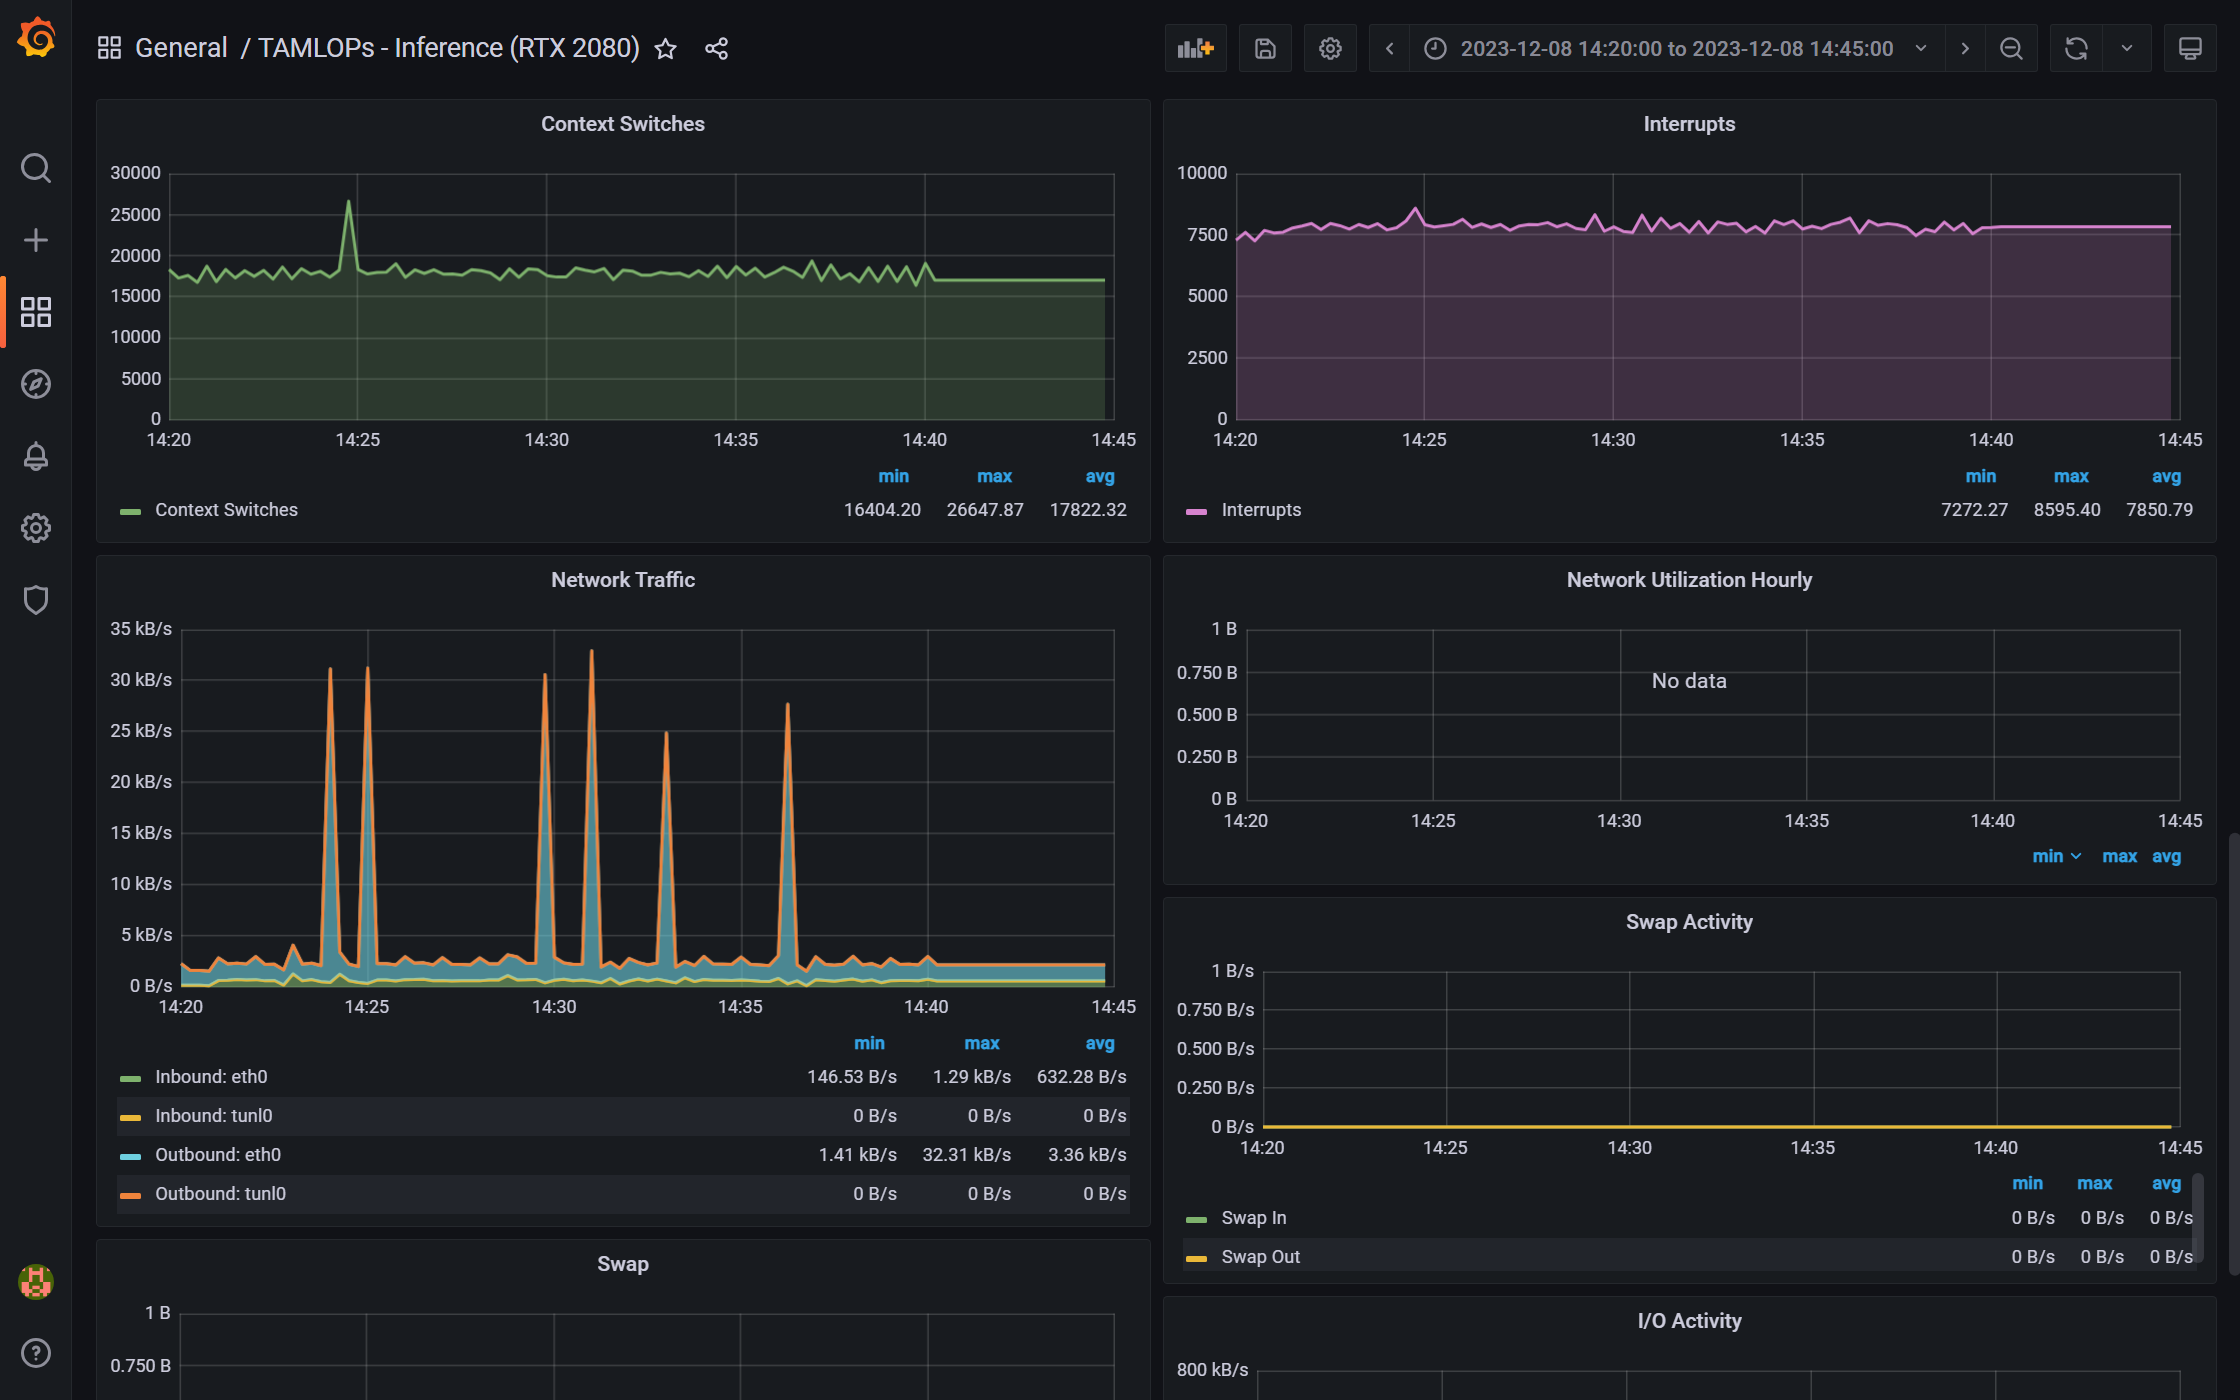 General / TAMLOPs - Inference (RTX 2080)
2023-12-08 14:20:00 to 2023-12-08 14:45:00
Context Switches
30000
25000
20000
15000
10000
5000
0
14:20 14:25 14:30 14:35 14:40 14:45
min max avg
Context Switches 16404.20 26647.87 17822.32
Interrupts
10000
7500
5000
2500
0
14:20 14:25 14:30 14:35 14:40 14:45
min max avg
Interrupts 7272.27 8595.40 7850.79
Network Traffic
35 kB/s
30 kB/s
25 kB/s
20 kB/s
15 kB/s
10 kB/s
5 kB/s
0 B/s
14:20 14:25 14:30 14:35 14:40 14:45
min max avg
Inbound: eth0 146.53 B/s 1.29 kB/s 632.28 B/s
Inbound: tunl0 0 B/s 0 B/s 0 B/s
Outbound: eth0 1.41 kB/s 32.31 kB/s 3.36 kB/s
Outbound: tunl0 0 B/s 0 B/s 0 B/s
Network Utilization Hourly
1 B
0.750 B
No data
0.500 B
0.250 B
0 B
14:20 14:25 14:30 14:35 14:40 14:45
min max avg
Swap Activity
1 B/s
0.750 B/s
0.500 B/s
0.250 B/s
0 B/s
14:20 14:25 14:30 14:35 14:40 14:45
min max avg
Swap In 0 B/s 0 B/s 0 B/s
Swap Out 0 B/s 0 B/s 0 B/s
Swap
1 B
0.750 B
I/O Activity
800 kB/s